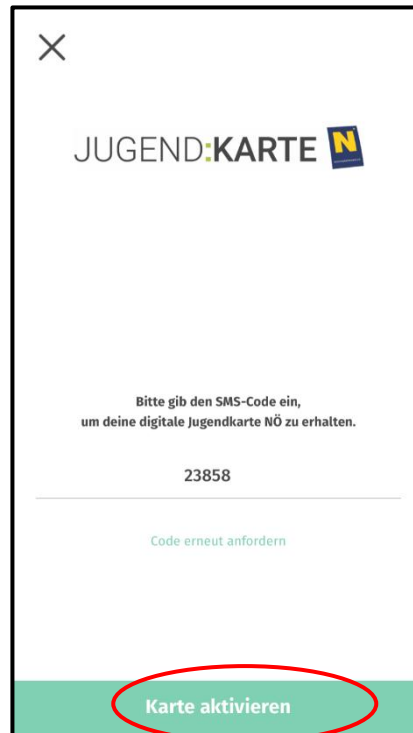 JUGEND:KARTE N
Bitte gib den SMS-Code ein,
um deine digitale Jugendkarte NÖ zu erhalten.
23858
Code erneut anfordern
Karte aktivieren